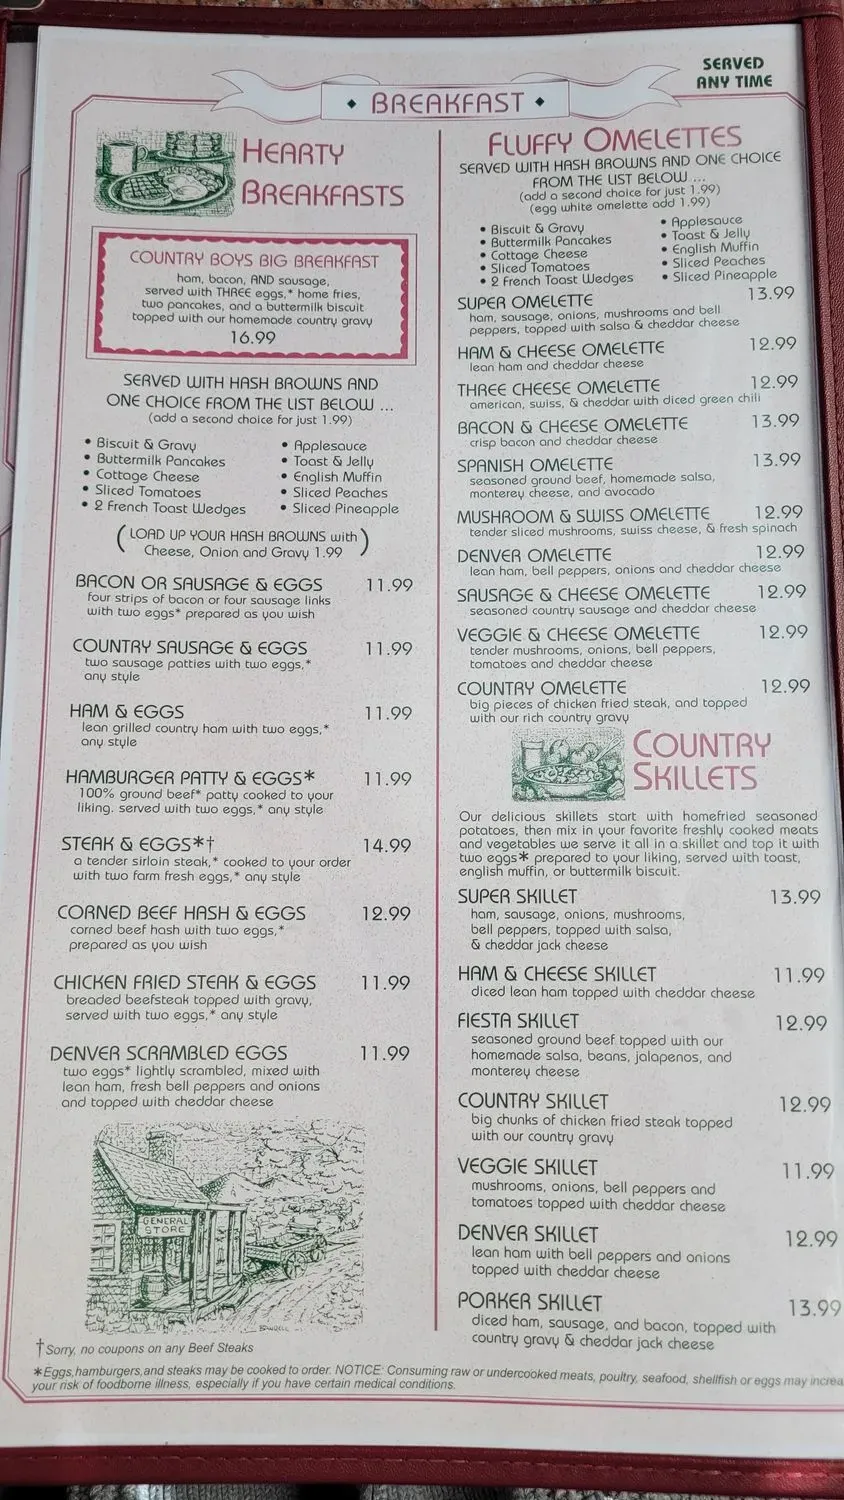 SERVED
ANY TIME
BREAKFAST
HEARTY
BREAKFASTS
COUNTRY BOYS BIG BREAKFAST
ham, bacon, AND sausage,
served with THREE eggs,* home fries,
two pancakes, and a buttermilk biscuit
topped with our homemade country gravy
16.99
SERVED WITH HASH BROWNS AND
ONE CHOICE FROM THE LIST BELOW ...
(add a second choice for just 1.99)
• Biscuit & Gravy
• Buttermilk Pancakes
• Cottage Cheese
• Sliced Tomatoes
• 2 French Toast Wedges
• Applesauce
• Toast & Jelly
• English Muffin
• Sliced Peaches
• Sliced Pineapple
(LOAD UP YOUR HASH BROWNS with
Cheese, Onion and Gravy 1.99)
BACON OR SAUSAGE & EGGS 11.99
four strips of bacon or four sausage links
with two eggs* prepared as you wish
COUNTRY SAUSAGE & EGGS 11.99
two sausage patties with two eggs,*
any style
HAM & EGGS 11.99
lean grilled country ham with two eggs,*
any style
HAMBURGER PATTY & EGGS* 11.99
100% ground beef* patty cooked to your
liking. served with two eggs,* any style
STEAK & EGGS*† 14.99
a tender sirloin steak,* cooked to your order
with two farm fresh eggs,* any style
CORNED BEEF HASH & EGGS 12.99
corned beef hash with two eggs,*
prepared as you wish
CHICKEN FRIED STEAK & EGGS 11.99
breaded beefsteak topped with gravy,
served with two eggs,* any style
DENVER SCRAMBLED EGGS 11.99
two eggs* lightly scrambled, mixed with
lean ham, fresh bell peppers and onions
and topped with cheddar cheese
GENERAL
STORE
†Sorry, no coupons on any Beef Steaks
FLUFFY OMELETTES
SERVED WITH HASH BROWNS AND ONE CHOICE
FROM THE LIST BELOW ...
(add a second choice for just 1.99)
(egg white omelette add 1.99)
• Biscuit & Gravy
• Buttermilk Pancakes
• Cottage Cheese
• Sliced Tomatoes
• 2 French Toast Wedges
• Applesauce
• Toast & Jelly
• English Muffin
• Sliced Peaches
• Sliced Pineapple
SUPER OMELETTE 13.99
ham, sausage, onions, mushrooms and bell
peppers, topped with salsa & cheddar cheese
HAM & CHEESE OMELETTE 12.99
lean ham and cheddar cheese
THREE CHEESE OMELETTE 12.99
american, swiss, & cheddar with diced green chili
BACON & CHEESE OMELETTE 13.99
crisp bacon and cheddar cheese
SPANISH OMELETTE 13.99
seasoned ground beef, homemade salsa,
monterey cheese, and avocado
MUSHROOM & SWISS OMELETTE 12.99
tender sliced mushrooms, swiss cheese, & fresh spinach
DENVER OMELETTE 12.99
lean ham, bell peppers, onions and cheddar cheese
SAUSAGE & CHEESE OMELETTE 12.99
seasoned country sausage and cheddar cheese
VEGGIE & CHEESE OMELETTE 12.99
tender mushrooms, onions, bell peppers,
tomatoes and cheddar cheese
COUNTRY OMELETTE 12.99
big pieces of chicken fried steak, and topped
with our rich country gravy
COUNTRY
SKILLETS
Our delicious skillets start with homefried seasoned
potatoes, then mix in your favorite freshly cooked meats
and vegetables we serve it all in a skillet and top it with
two eggs* prepared to your liking, served with toast,
english muffin, or buttermilk biscuit.
SUPER SKILLET 13.99
ham, sausage, onions, mushrooms,
bell peppers, topped with salsa,
& cheddar jack cheese
HAM & CHEESE SKILLET 11.99
diced lean ham topped with cheddar cheese
FIESTA SKILLET 12.99
seasoned ground beef topped with our
homemade salsa, beans, jalapenos, and
monterey cheese
COUNTRY SKILLET 12.99
big chunks of chicken fried steak topped
with our country gravy
VEGGIE SKILLET 11.99
mushrooms, onions, bell peppers and
tomatoes topped with cheddar cheese
DENVER SKILLET 12.99
lean ham with bell peppers and onions
topped with cheddar cheese
PORKER SKILLET 13.99
diced ham, sausage, and bacon, topped with
country gravy & cheddar jack cheese
*Eggs, hamburgers, and steaks may be cooked to order. NOTICE: Consuming raw or undercooked meats, poultry, seafood, shellfish or eggs may increa
your risk of foodborne illness, especially if you have certain medical conditions.